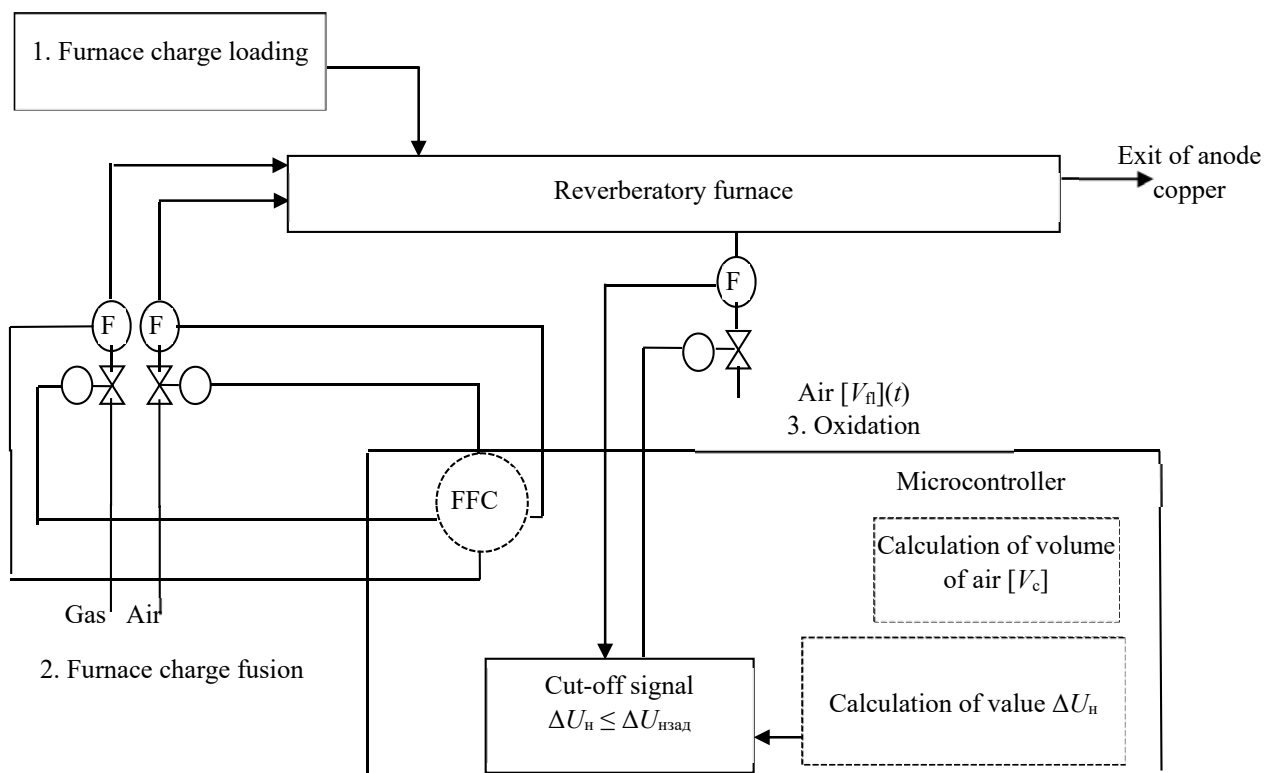 1. Furnace charge loading
Exit of anode
copper
Reverberatory furnace
F
F
F
Air [V_fl](t)
3. Oxidation
Microcontroller
FFC
Calculation of volume
of air [V_c]
Gas Air
2. Furnace charge fusion
Cut-off signal
ΔU_н ≤ ΔU_нзад
Calculation of value ΔU_н